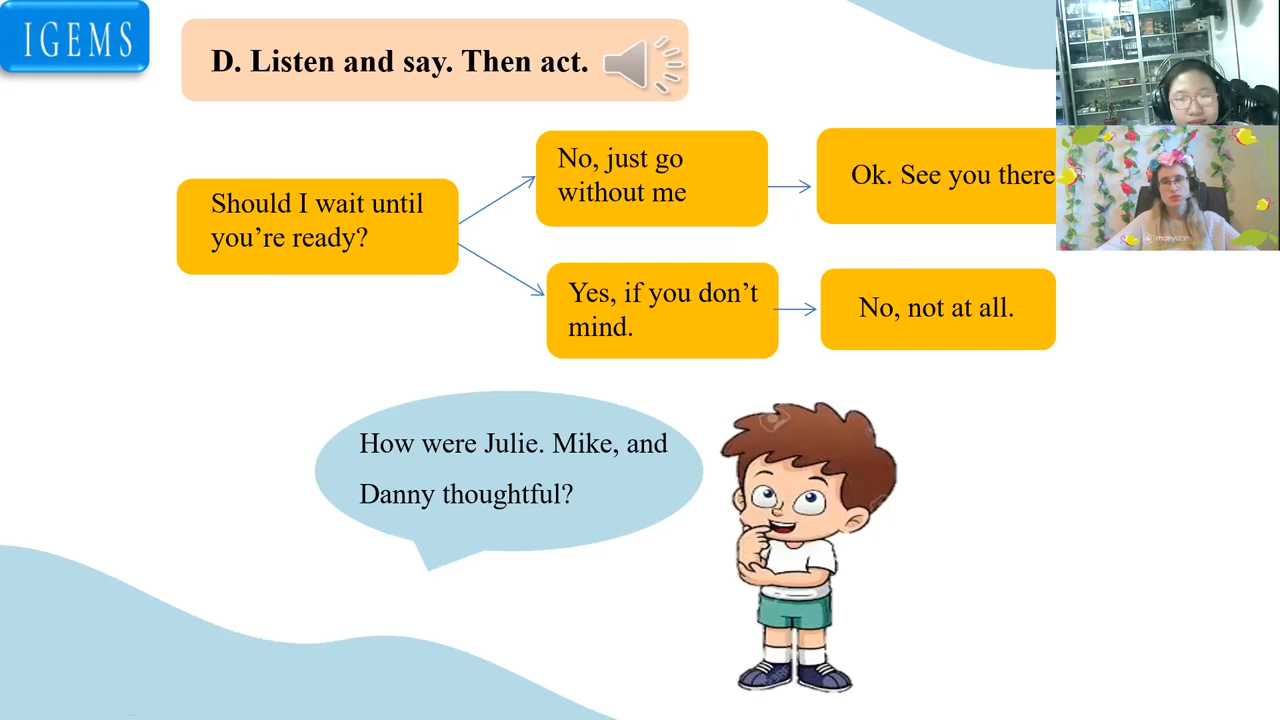 IGEMS
D. Listen and say. Then act.
No, just go
without me
Ok. See you there
Should I wait until
you're ready?
Yes, if you don't
mind.
No, not at all.
How were Julie. Mike, and
Danny thoughtful?
manycam